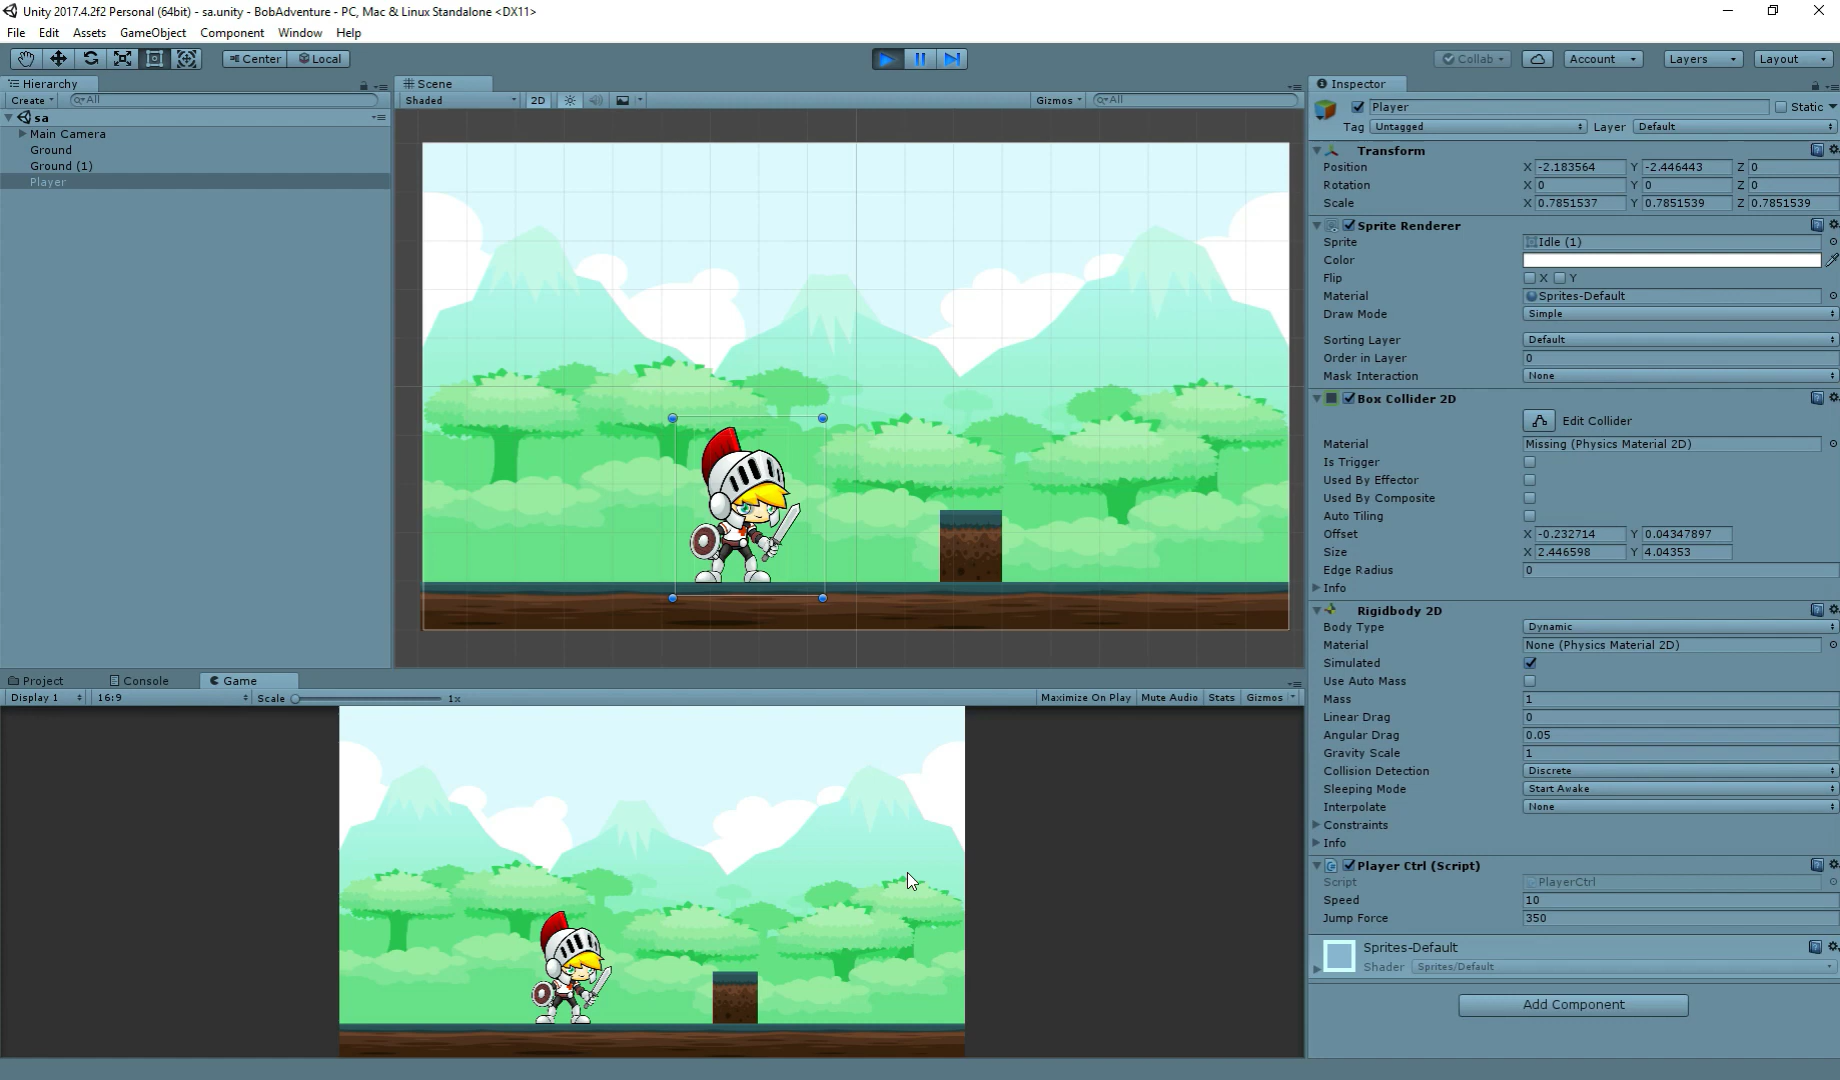 Unity 2017.4.2f2 Personal (64bit) - sa.unity - BobAdventure - PC, Mac & Linux Standalone <DX11>
File Edit Assets GameObject Component Window Help
Center Local Collab Account Layers Layout
Hierarchy
Create All
sa
Main Camera
Ground
Ground (1)
Player
Scene
Shaded 2D Gizmos All
Project Console Game
Display 1 16:9 Scale 1x Maximize On Play Mute Audio Stats Gizmos
Inspector
Player Static
Tag Untagged Layer Default
Transform
Position X -2.183564 Y -2.446443 Z 0
Rotation X 0 Y 0 Z 0
Scale X 0.7851537 Y 0.7851539 Z 0.7851539
Sprite Renderer
Sprite Idle (1)
Color
Flip X Y
Material Sprites-Default
Draw Mode Simple
Sorting Layer Default
Order in Layer 0
Mask Interaction None
Box Collider 2D
Edit Collider
Material Missing (Physics Material 2D)
Is Trigger
Used By Effector
Used By Composite
Auto Tiling
Offset X -0.232714 Y 0.04347897
Size X 2.446598 Y 4.04353
Edge Radius 0
Info
Rigidbody 2D
Body Type Dynamic
Material None (Physics Material 2D)
Simulated
Use Auto Mass
Mass 1
Linear Drag 0
Angular Drag 0.05
Gravity Scale 1
Collision Detection Discrete
Sleeping Mode Start Awake
Interpolate None
Constraints
Info
Player Ctrl (Script)
Script PlayerCtrl
Speed 10
Jump Force 350
Sprites-Default
Shader Sprites/Default
Add Component